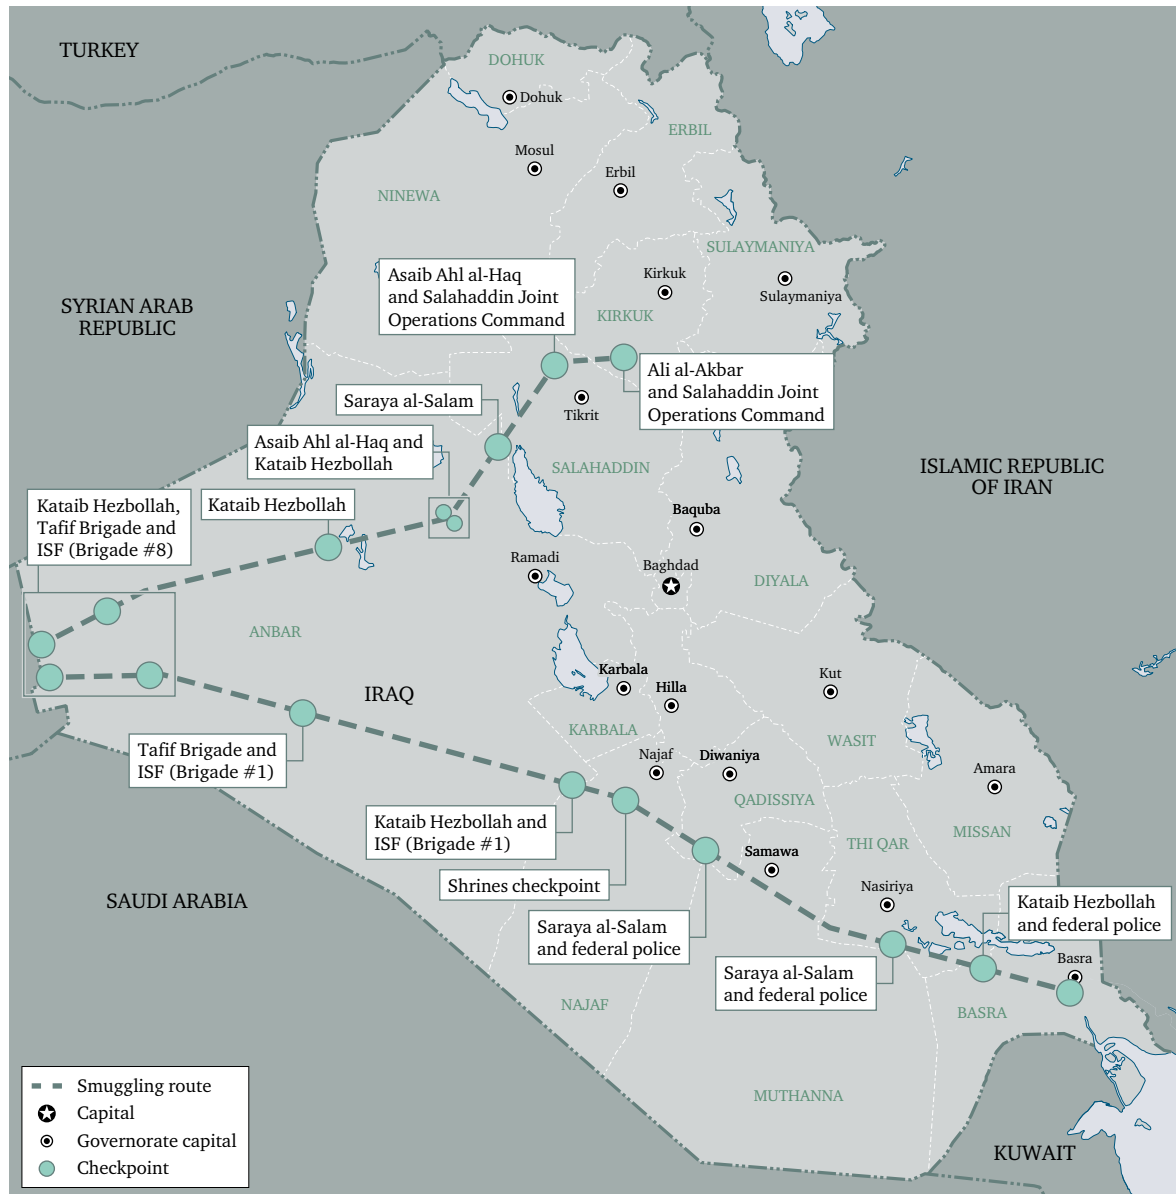 TURKEY
DOHUK
Dohuk
ERBIL
Mosul
Erbil
NINEWA
SULAYMANIYA
Asaib Ahl al-Haq
and Salahaddin Joint
Operations Command
Kirkuk
Sulaymaniya
SYRIAN ARAB
REPUBLIC
KIRKUK
Ali al-Akbar
and Salahaddin Joint
Operations Command
Saraya al-Salam
Tikrit
Asaib Ahl al-Haq and
Kataib Hezbollah
SALAHADDIN
ISLAMIC REPUBLIC
OF IRAN
Kataib Hezbollah,
Tafif Brigade and
ISF (Brigade #8)
Kataib Hezbollah
Baquba
Ramadi
Baghdad
DIYALA
ANBAR
IRAQ
Karbala
Hilla
Kut
KARBALA
WASIT
Tafif Brigade and
ISF (Brigade #1)
Najaf
Diwaniya
Amara
QADISSIYA
Kataib Hezbollah and
ISF (Brigade #1)
THI QAR
MISSAN
Samawa
Shrines checkpoint
Nasiriya
SAUDI ARABIA
Kataib Hezbollah
and federal police
Saraya al-Salam
and federal police
Basra
Saraya al-Salam
and federal police
NAJAF
BASRA
MUTHANNA
KUWAIT
Smuggling route
Capital
Governorate capital
Checkpoint